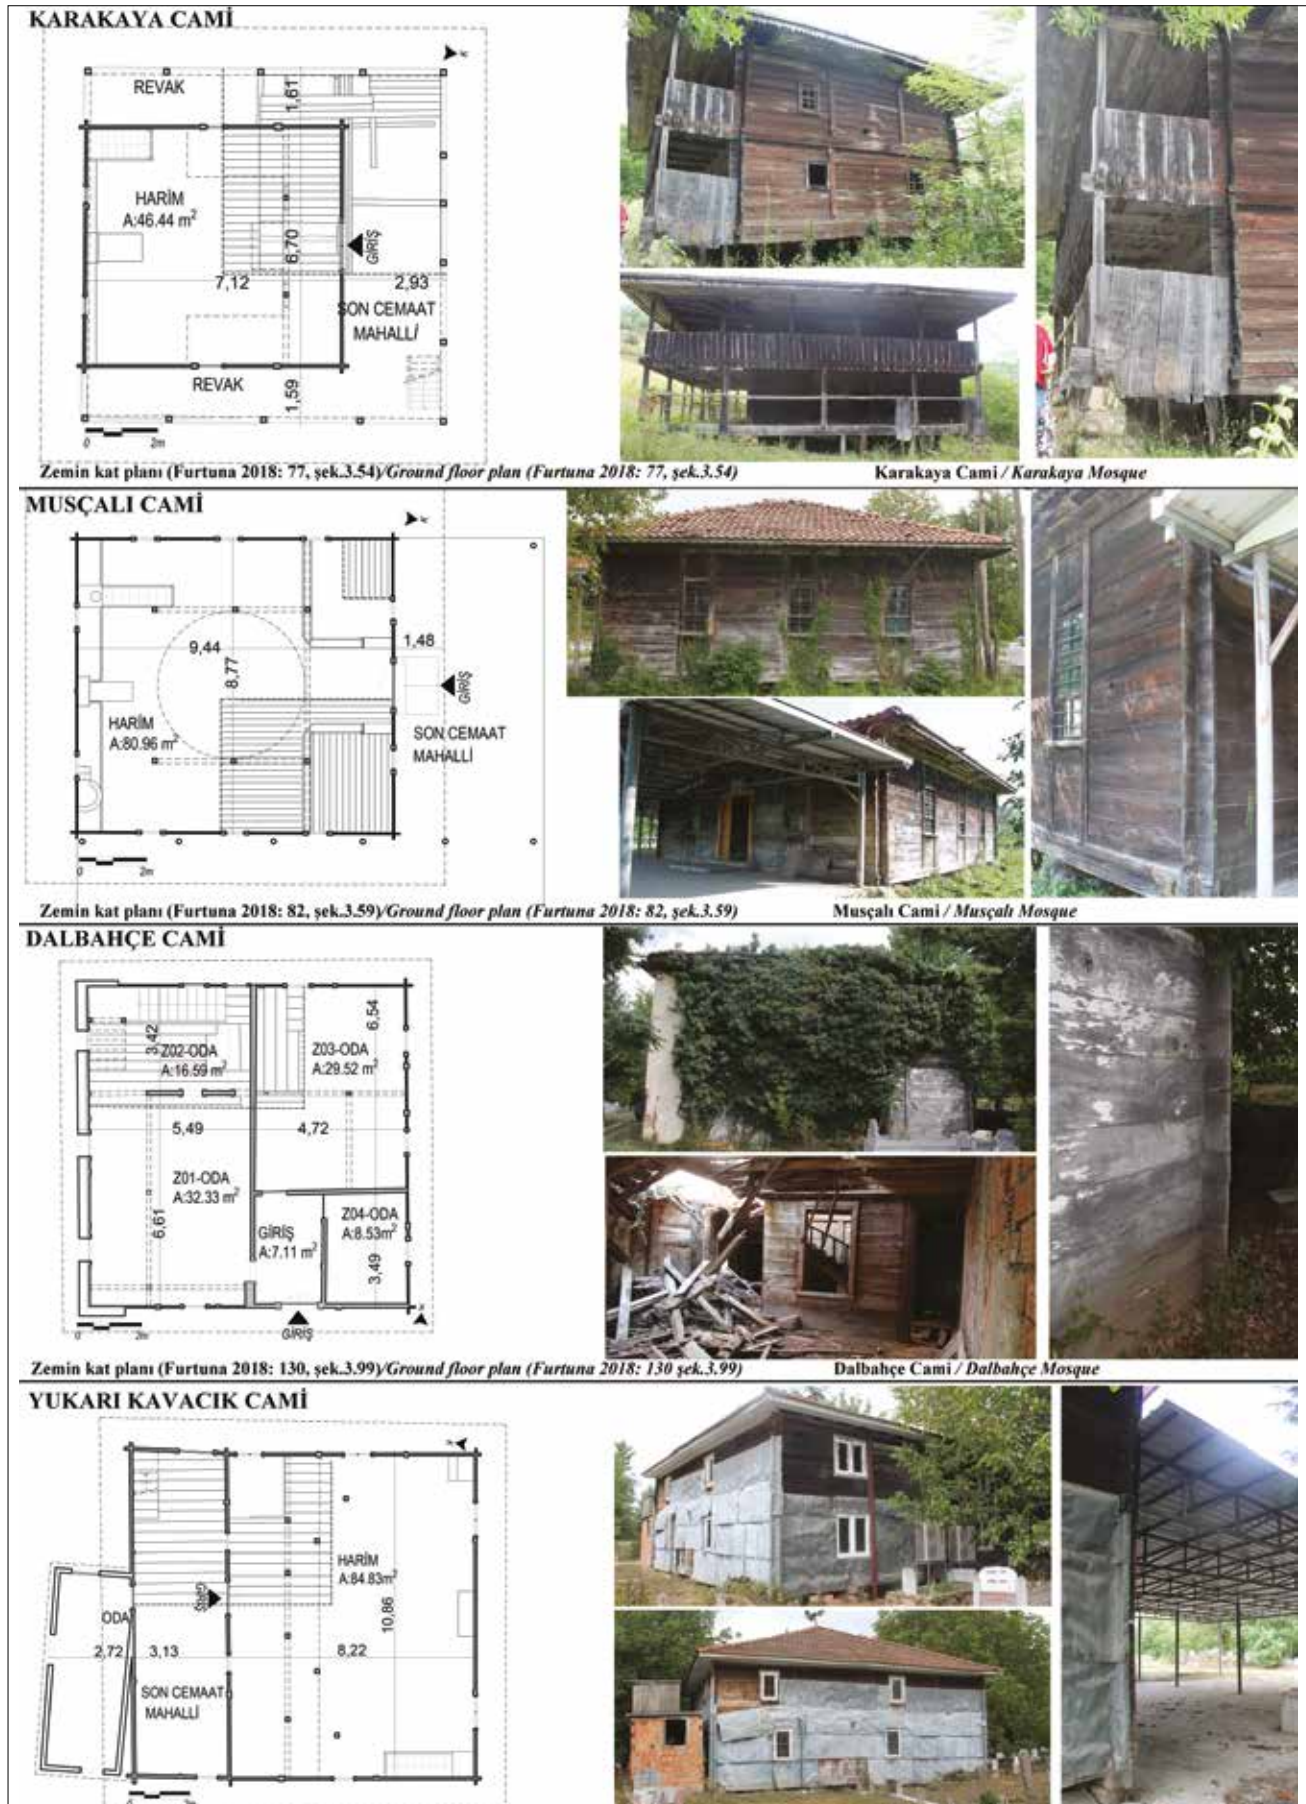 KARAKAYA CAMİ
REVAK
1,61
HARİM
A:46.44 m²
6,70
GİRİŞ
7,12
2,93
SON CEMAAT
MAHALLİ
REVAK
1,59
0 2m
Zemin kat planı (Furtuna 2018: 77, şek.3.54)/Ground floor plan (Furtuna 2018: 77, şek.3.54)
Karakaya Cami / Karakaya Mosque
MUSÇALI CAMİ
9,44
1,48
8,77
GİRİŞ
HARİM
A:80.96 m²
SON CEMAAT
MAHALLİ
0 2m
Zemin kat planı (Furtuna 2018: 82, şek.3.59)/Ground floor plan (Furtuna 2018: 82, şek.3.59)
Musçalı Cami / Musçalı Mosque
DALBAHÇE CAMİ
6,54
3,42
Z02-ODA
A:16.59 m²
Z03-ODA
A:29.52 m²
5,49
4,72
Z01-ODA
A:32.33 m²
6,61
GİRİŞ
A:7.11 m²
Z04-ODA
A:8.53m²
3,49
0 2m
GİRİŞ
Zemin kat planı (Furtuna 2018: 130, şek.3.99)/Ground floor plan (Furtuna 2018: 130 şek.3.99)
Dalbahçe Cami / Dalbahçe Mosque
YUKARI KAVACIK CAMİ
HARİM
A:84.83m²
GİRİŞ
ODA
10,86
2,72
3,13
8,22
SON CEMAAT
MAHALLİ